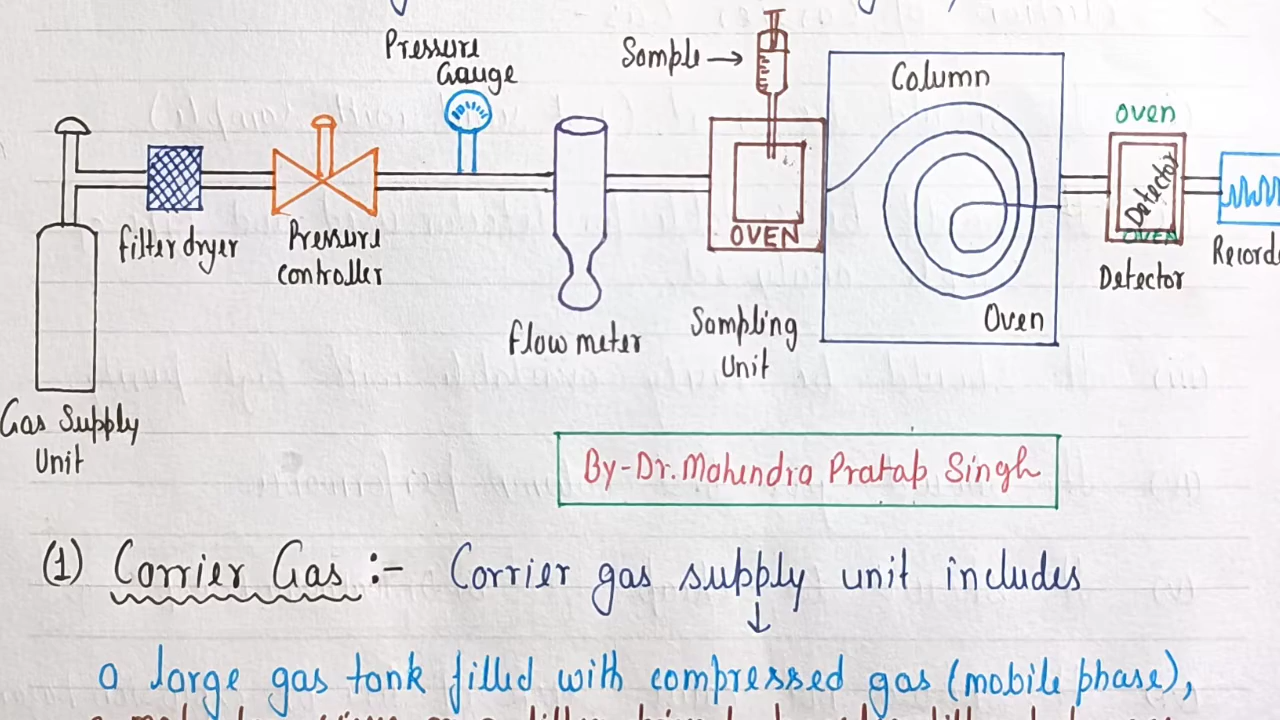 Pressure
Gauge
Sample →
Column
Oven
Detector
OVEN
OVEN
filter dryer
Pressure
controller
Detector
Oven
flow meter
Sampling
Unit
Gas Supply
Unit
By-Dr. Mahendra Pratap Singh
(1) Carrier Gas :- Carrier gas supply unit includes
↓
a large gas tank filled with compressed gas (mobile phase),